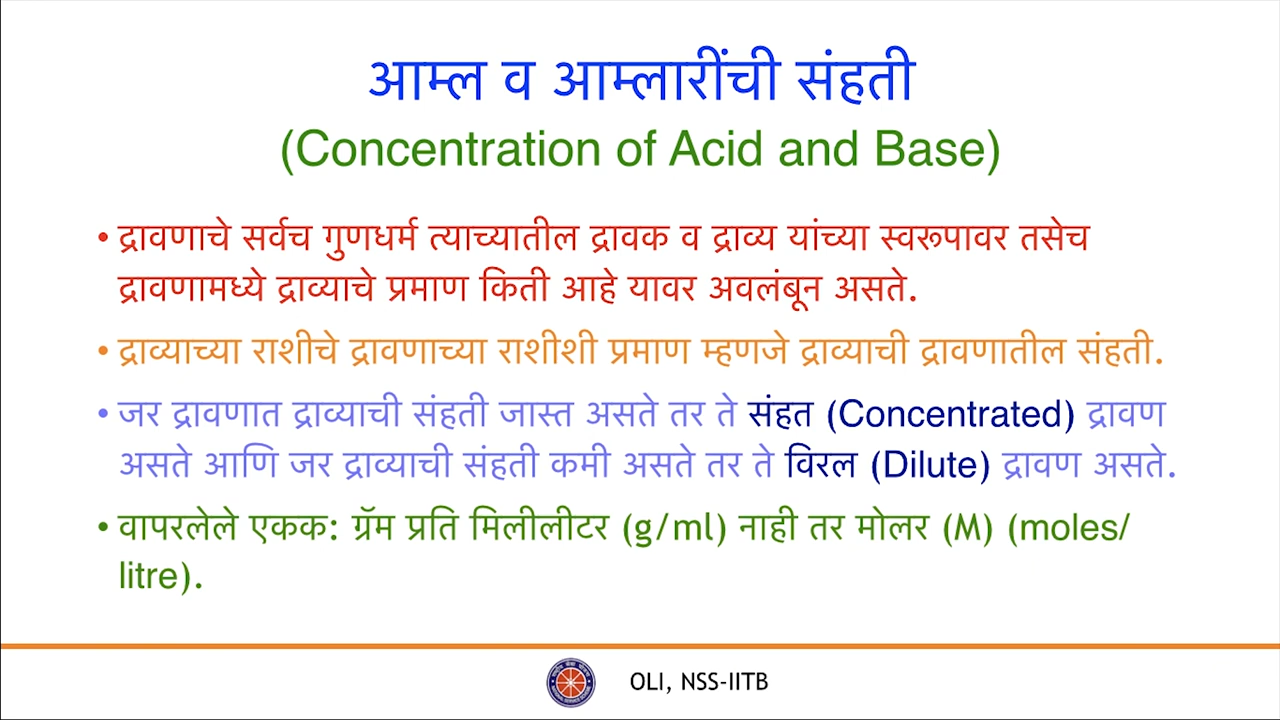 आम्ल व आम्लारींची संहती
(Concentration of Acid and Base)
• द्रावणाचे सर्वच गुणधर्म त्याच्यातील द्रावक व द्राव्य यांच्या स्वरूपावर तसेच
द्रावणामध्ये द्राव्याचे प्रमाण किती आहे यावर अवलंबून असते.
• द्राव्याच्या राशीचे द्रावणाच्या राशीशी प्रमाण म्हणजे द्राव्याची द्रावणातील संहती.
• जर द्रावणात द्राव्याची संहती जास्त असते तर ते संहत (Concentrated) द्रावण
असते आणि जर द्राव्याची संहती कमी असते तर ते विरल (Dilute) द्रावण असते.
• वापरलेले एकक: ग्रॅम प्रति मिलीलीटर (g/ml) नाही तर मोलर (M) (moles/
litre).
OLI, NSS-IITB